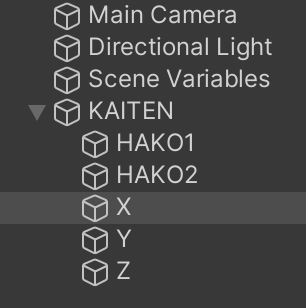 Main Camera
Directional Light
Scene Variables
KAITEN
HAKO1
HAKO2
X
Y
Z